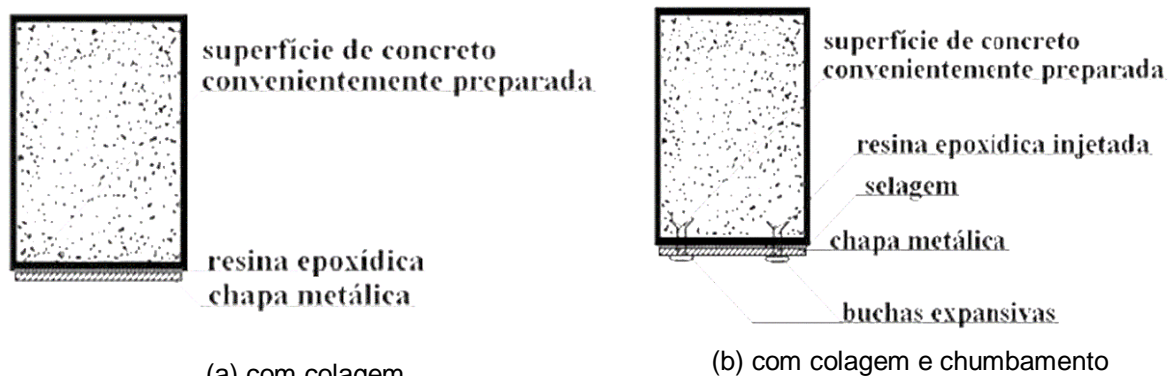 superfície de concreto
convenientemente preparada
resina epoxídica
chapa metálica
(a) com colagem
superfície de concreto
convenientemente preparada
resina epoxídica injetada
selagem
chapa metálica
buchas expansivas
(b) com colagem e chumbamento